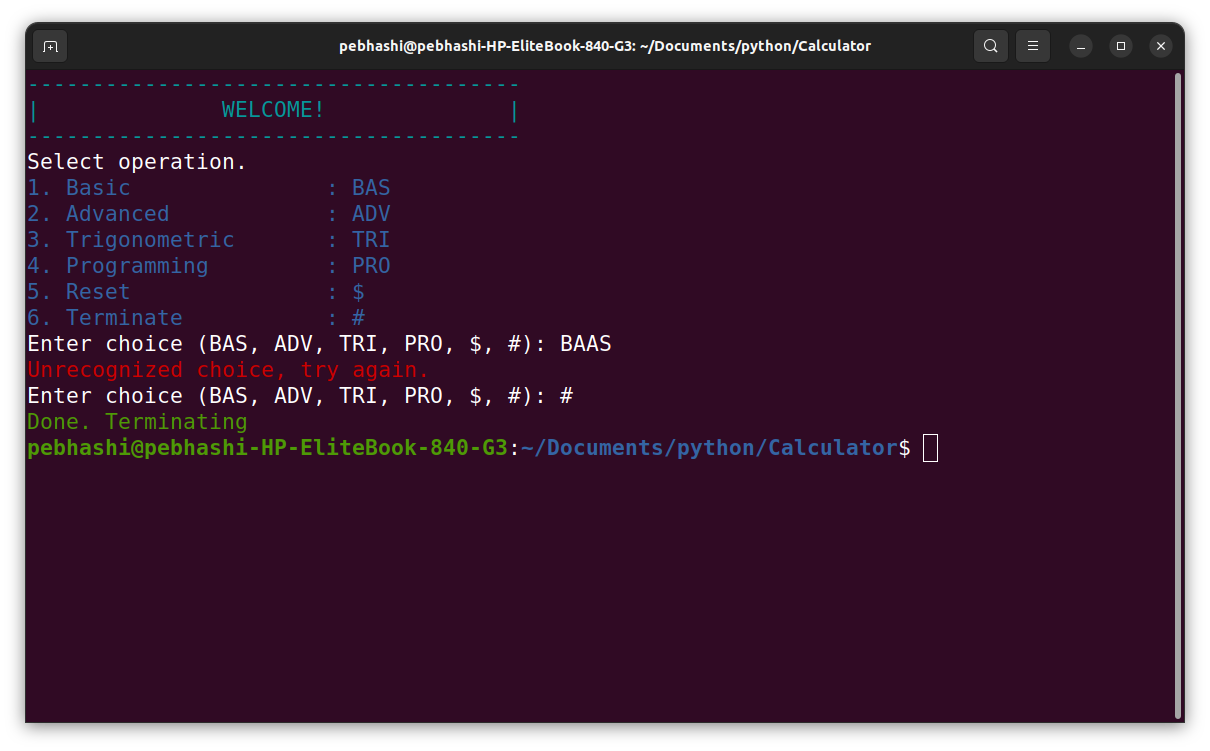 pebhashi@pebhashi-HP-EliteBook-840-G3: ~/Documents/python/Calculator
--------------------------------------
|              WELCOME!              |
--------------------------------------
Select operation.
1. Basic               : BAS
2. Advanced            : ADV
3. Trigonometric       : TRI
4. Programming         : PRO
5. Reset               : $
6. Terminate           : #
Enter choice (BAS, ADV, TRI, PRO, $, #): BAAS
Unrecognized choice, try again.
Enter choice (BAS, ADV, TRI, PRO, $, #): #
Done. Terminating
pebhashi@pebhashi-HP-EliteBook-840-G3:~/Documents/python/Calculator$